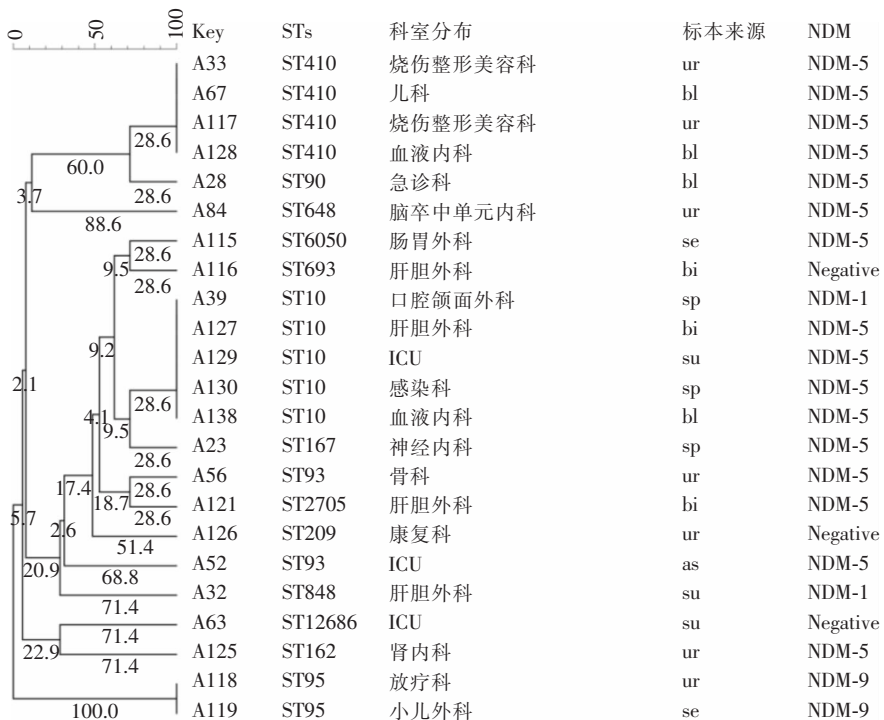 0 50 100 Key STs 科室分布 标本来源 NDM
A33 ST410 烧伤整形美容科 ur NDM-5
A67 ST410 儿科 bl NDM-5
A117 ST410 烧伤整形美容科 ur NDM-5
28.6
A128 ST410 血液内科 bl NDM-5
60.0
A28 ST90 急诊科 bl NDM-5
3.7 28.6
A84 ST648 脑卒中单元内科 ur NDM-5
88.6
A115 ST6050 肠胃外科 se NDM-5
28.6
9.5 A116 ST693 肝胆外科 bi Negative
28.6
A39 ST10 口腔颌面外科 sp NDM-1
A127 ST10 肝胆外科 bi NDM-5
9.2
A129 ST10 ICU su NDM-5
2.1
A130 ST10 感染科 sp NDM-5
28.6
4.1 A138 ST10 血液内科 bl NDM-5
9.5
A23 ST167 神经内科 sp NDM-5
28.6
A56 ST93 骨科 ur NDM-5
17.4 28.6
18.7 A121 ST2705 肝胆外科 bi NDM-5
5.7 28.6
2.6 A126 ST209 康复科 ur Negative
51.4
A52 ST93 ICU as NDM-5
20.9 68.8
A32 ST848 肝胆外科 su NDM-1
71.4
A63 ST12686 ICU su Negative
71.4
22.9 A125 ST162 肾内科 ur NDM-5
71.4
A118 ST95 放疗科 ur NDM-9
100.0 A119 ST95 小儿外科 se NDM-9